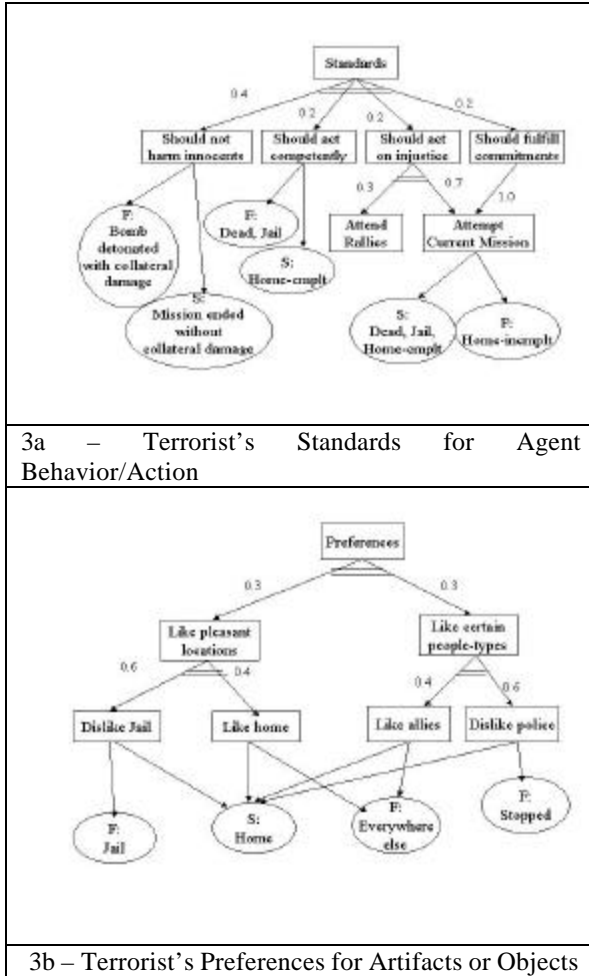 Standards
0.4
0.2
0.2
0.2
Should not
harm innocents
Should act
competently
Should act
on injustice
Should fulfill
commitments
0.3
0.7
1.0
F:
Bomb
detonated
with collateral
damage
F:
Dead, Jail
S:
Home-cmplt
Attend
Rallies
Attempt
Current Mission
S:
Mission ended
without
collateral damage
S:
Dead, Jail,
Home-cmplt
F:
Home-incmplt
3a – Terrorist's Standards for Agent
Behavior/Action
Preferences
0.3
0.3
Like pleasant
locations
Like certain
people-types
0.6
0.4
0.4
0.6
Dislike Jail
Like home
Like allies
Dislike police
F:
Jail
S:
Home
F:
Everywhere
else
F:
Stopped
3b – Terrorist's Preferences for Artifacts or Objects